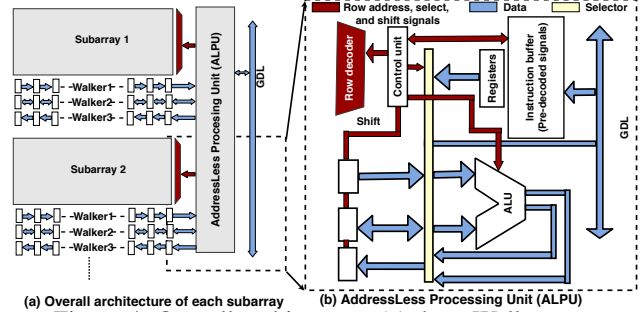 Subarray 1
Walker1
Walker2
Walker3
Subarray 2
Walker1
Walker2
Walker3
AddressLess Procesing Unit (ALPU)
GDL
(a) Overall architecture of each subarray
Row address, select,
and shift signals
Data
Selector
Row decoder
Control unit
Registers
Instruction buffer
(Pre-decoded signals)
GDL
Shift
ALU
(b) AddressLess Processing Unit (ALPU)